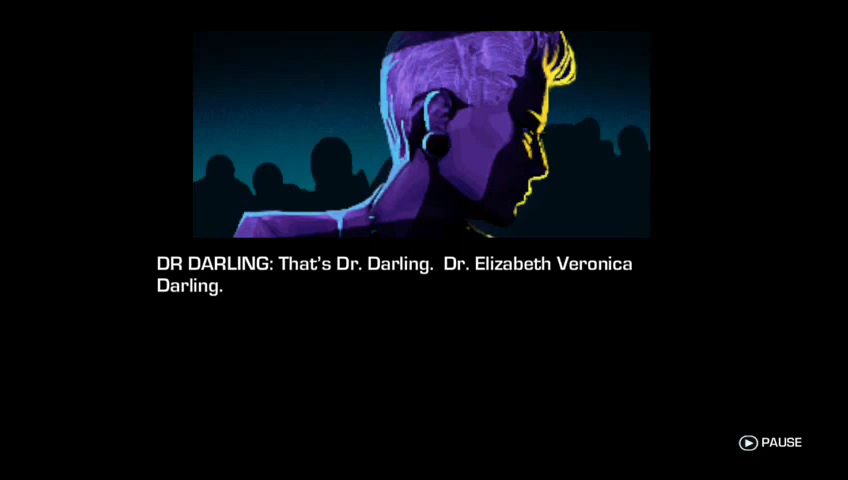 DR DARLING: That's Dr. Darling.  Dr. Elizabeth Veronica
Darling.
PAUSE